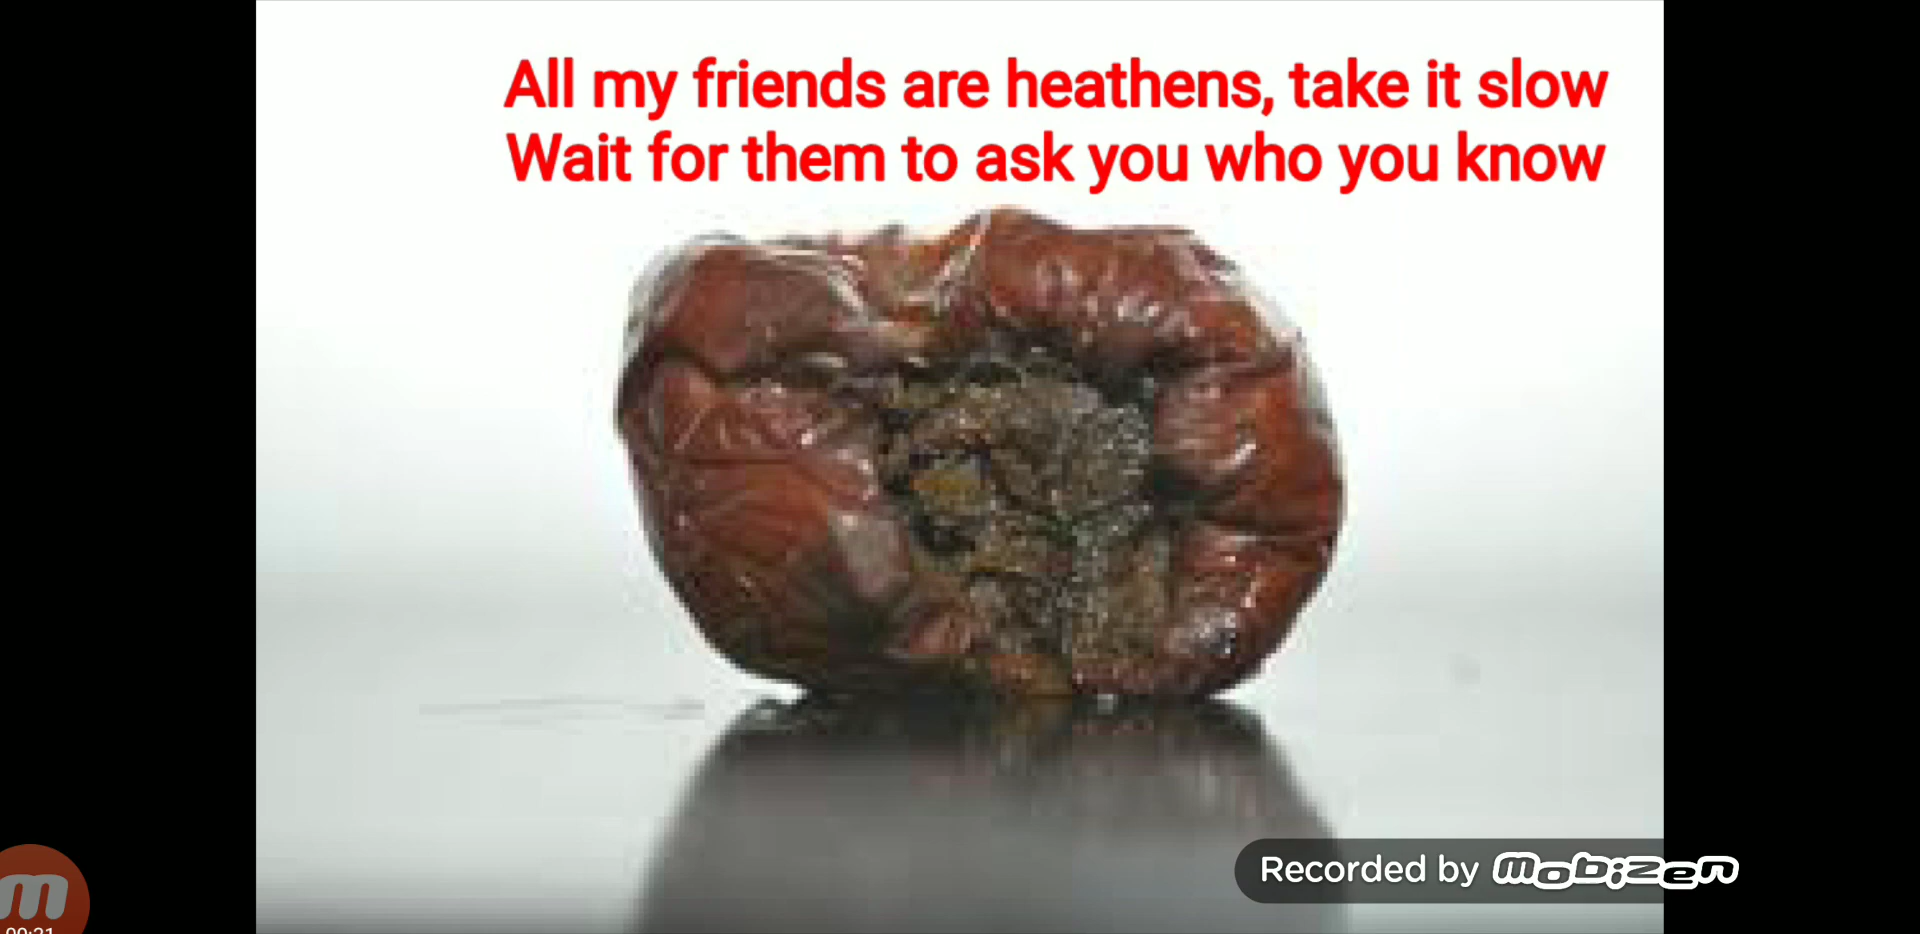 All my friends are heathens, take it slow
Wait for them to ask you who you know
Recorded by mobizen
m